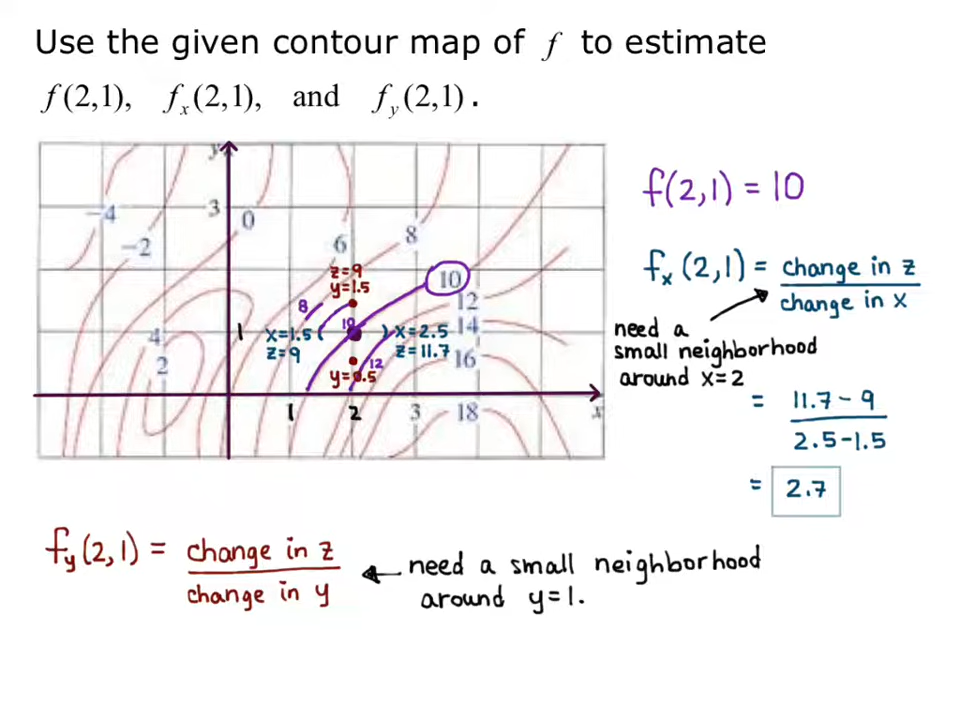 Use the given contour map of f to estimate
f(2,1), f_x(2,1), and f_y(2,1).
y
-4
3
0
-2
6
8
f(2,1) = 10
z=9
y=1.5
10
f_x(2,1) = change in z
change in x
8
12
need a
small neighborhood
around x=2
1
4
x=1.5
z=9
10
x=2.5
z=11.7
14
2
12
16
y=0.5
= 11.7-9
2.5-1.5
1
2
3
18
x
= 2.7
f_y(2,1) = change in z
change in y
need a small neighborhood
around y=1.